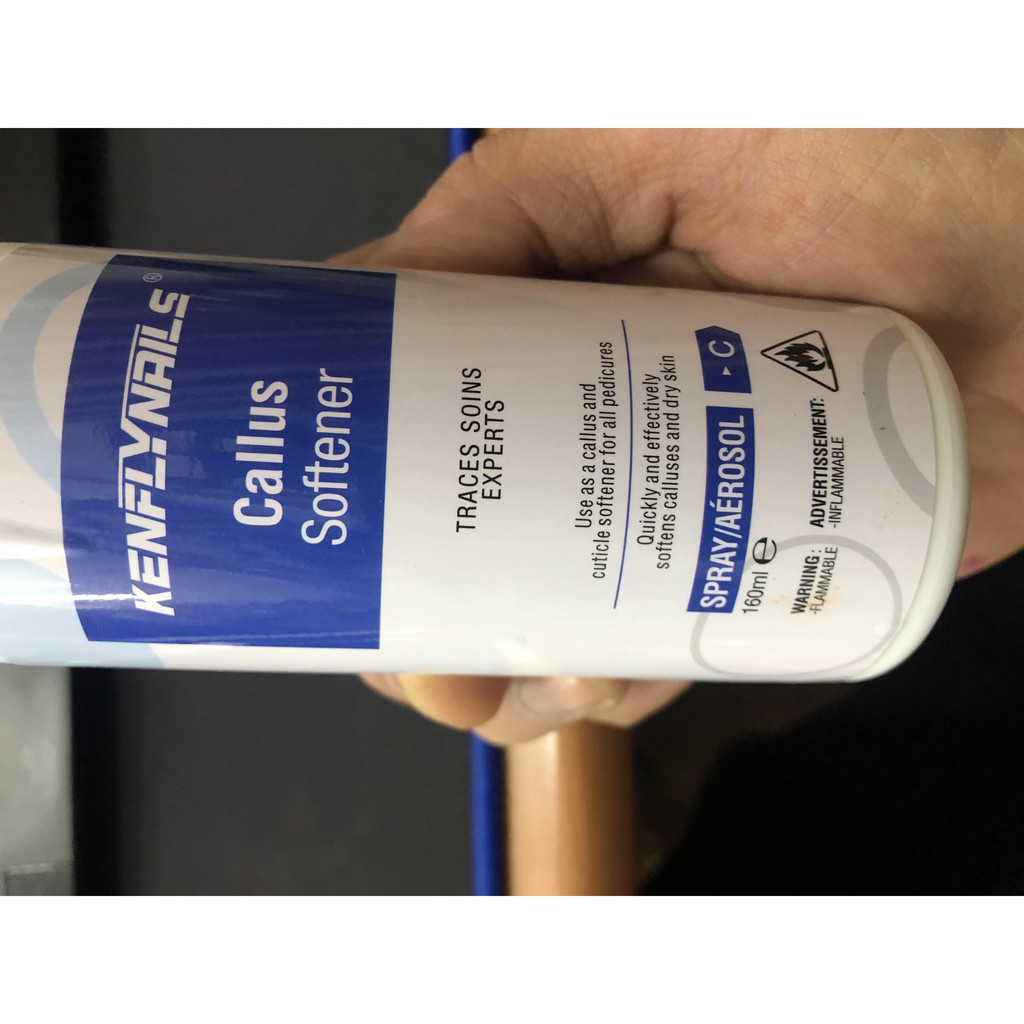 KENFLYNAILS®
Callus
Softener
TRACES SOINS
EXPERTS
Use as a callus and
cuticle softener for all pedicures
Quickly and effectively
softens calluses and dry skin
SPRAY/AÉROSOL ▸C
160ml ℮
WARNING: ADVERTISSEMENT:
-FLAMMABLE -INFLAMMABLE